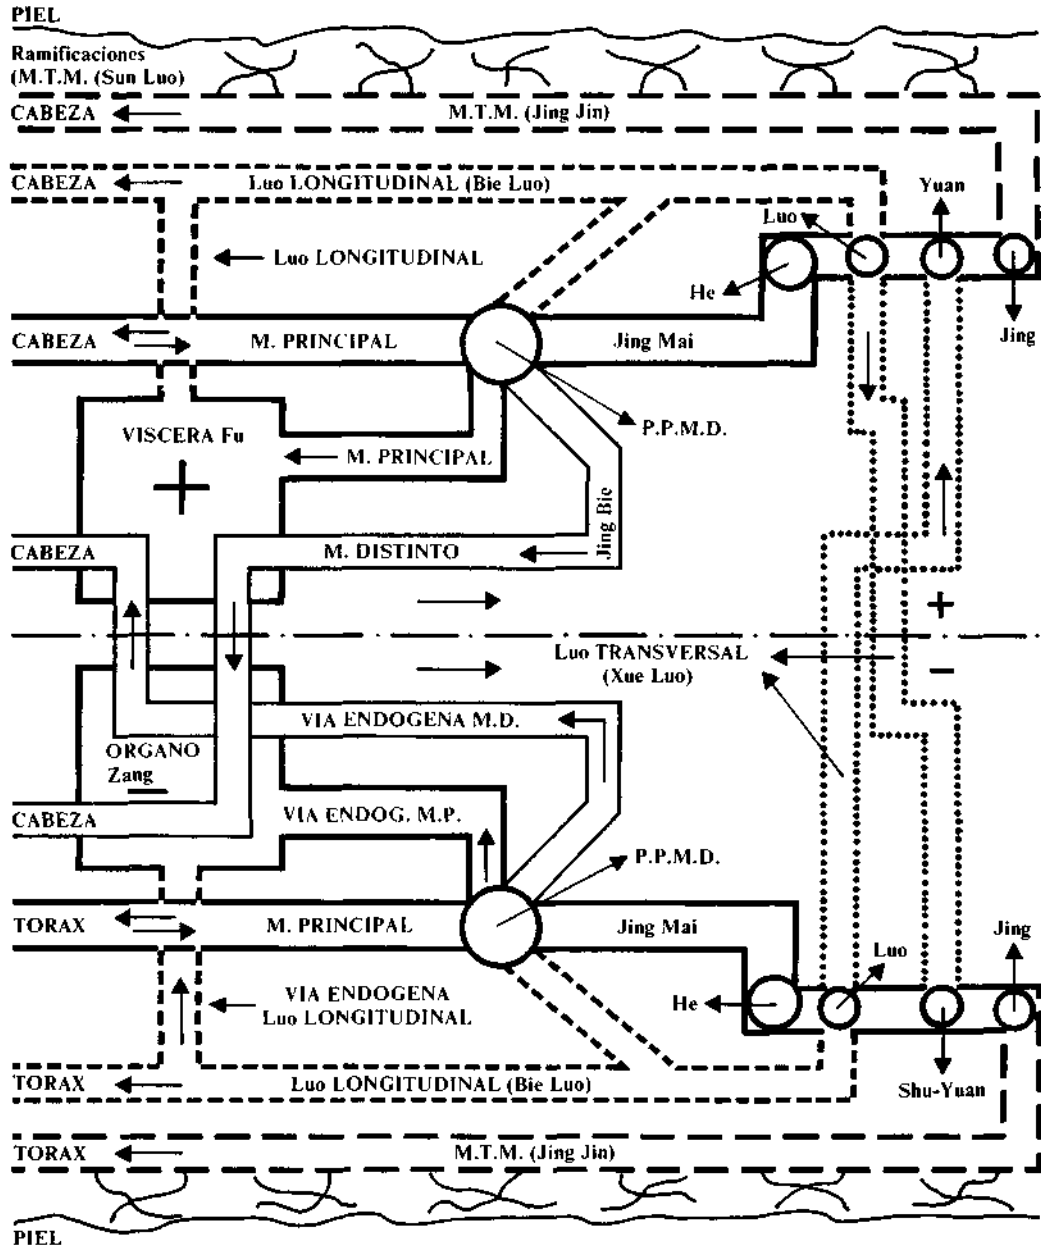 PIEL
Ramificaciones
(M.T.M. (Sun Luo)
CABEZA
M.T.M. (Jing Jin)
CABEZA
Luo LONGITUDINAL (Bie Luo)
Yuan
Luo
Luo LONGITUDINAL
He
CABEZA
M. PRINCIPAL
Jing Mai
Jing
P.P.M.D.
VISCERA Fu
M. PRINCIPAL
+
Jing Bie
CABEZA
M. DISTINTO
+
Luo TRANSVERSAL
(Xue Luo)
−
VIA ENDOGENA M.D.
ORGANO
Zang
−
CABEZA
VIA ENDOG. M.P.
P.P.M.D.
TORAX
M. PRINCIPAL
Jing Mai
Jing
Luo
VIA ENDOGENA
Luo LONGITUDINAL
He
TORAX
Luo LONGITUDINAL (Bie Luo)
Shu-Yuan
TORAX
M.T.M. (Jing Jin)
PIEL